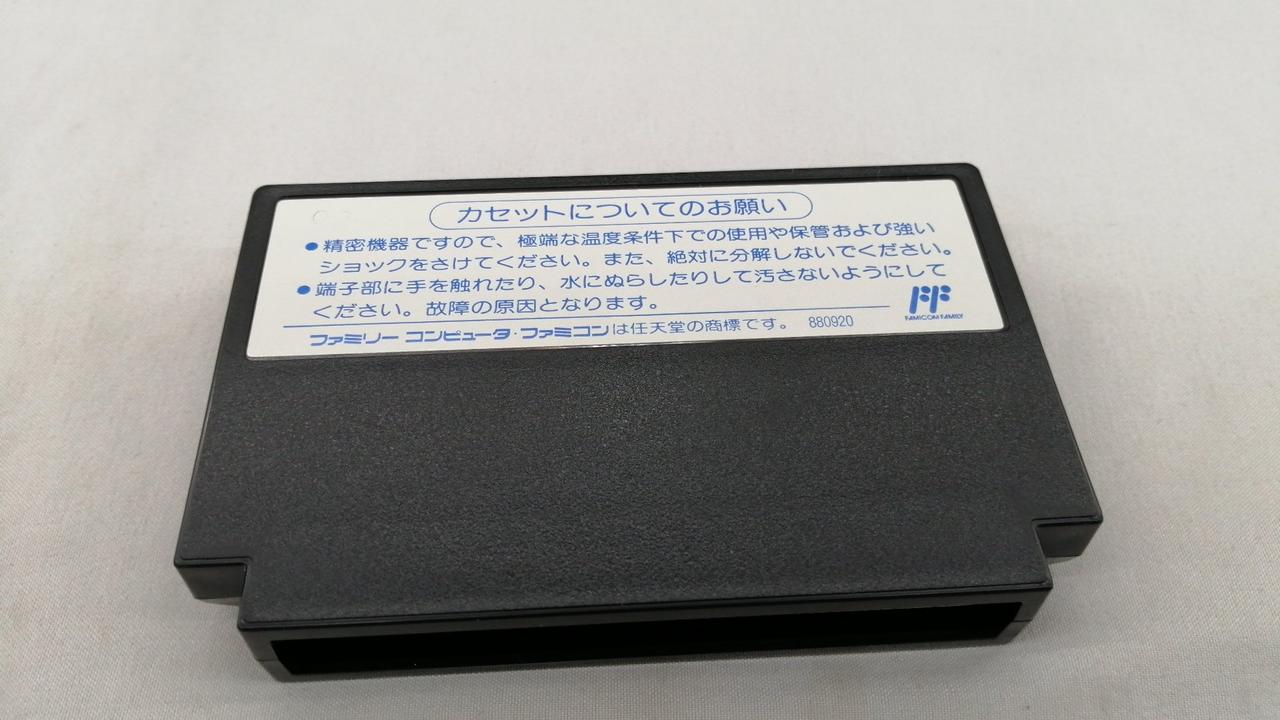 カセットについてのお願い
●精密機器ですので、極端な温度条件下での使用や保管および強い
ショックをさけてください。また、絶対に分解しないでください。
●端子部に手を触れたり、水にぬらしたりして汚さないようにして
ください。故障の原因となります。
FF
FAMICOM FAMILY
ファミリー コンピュータ・ファミコンは任天堂の商標です。 880920